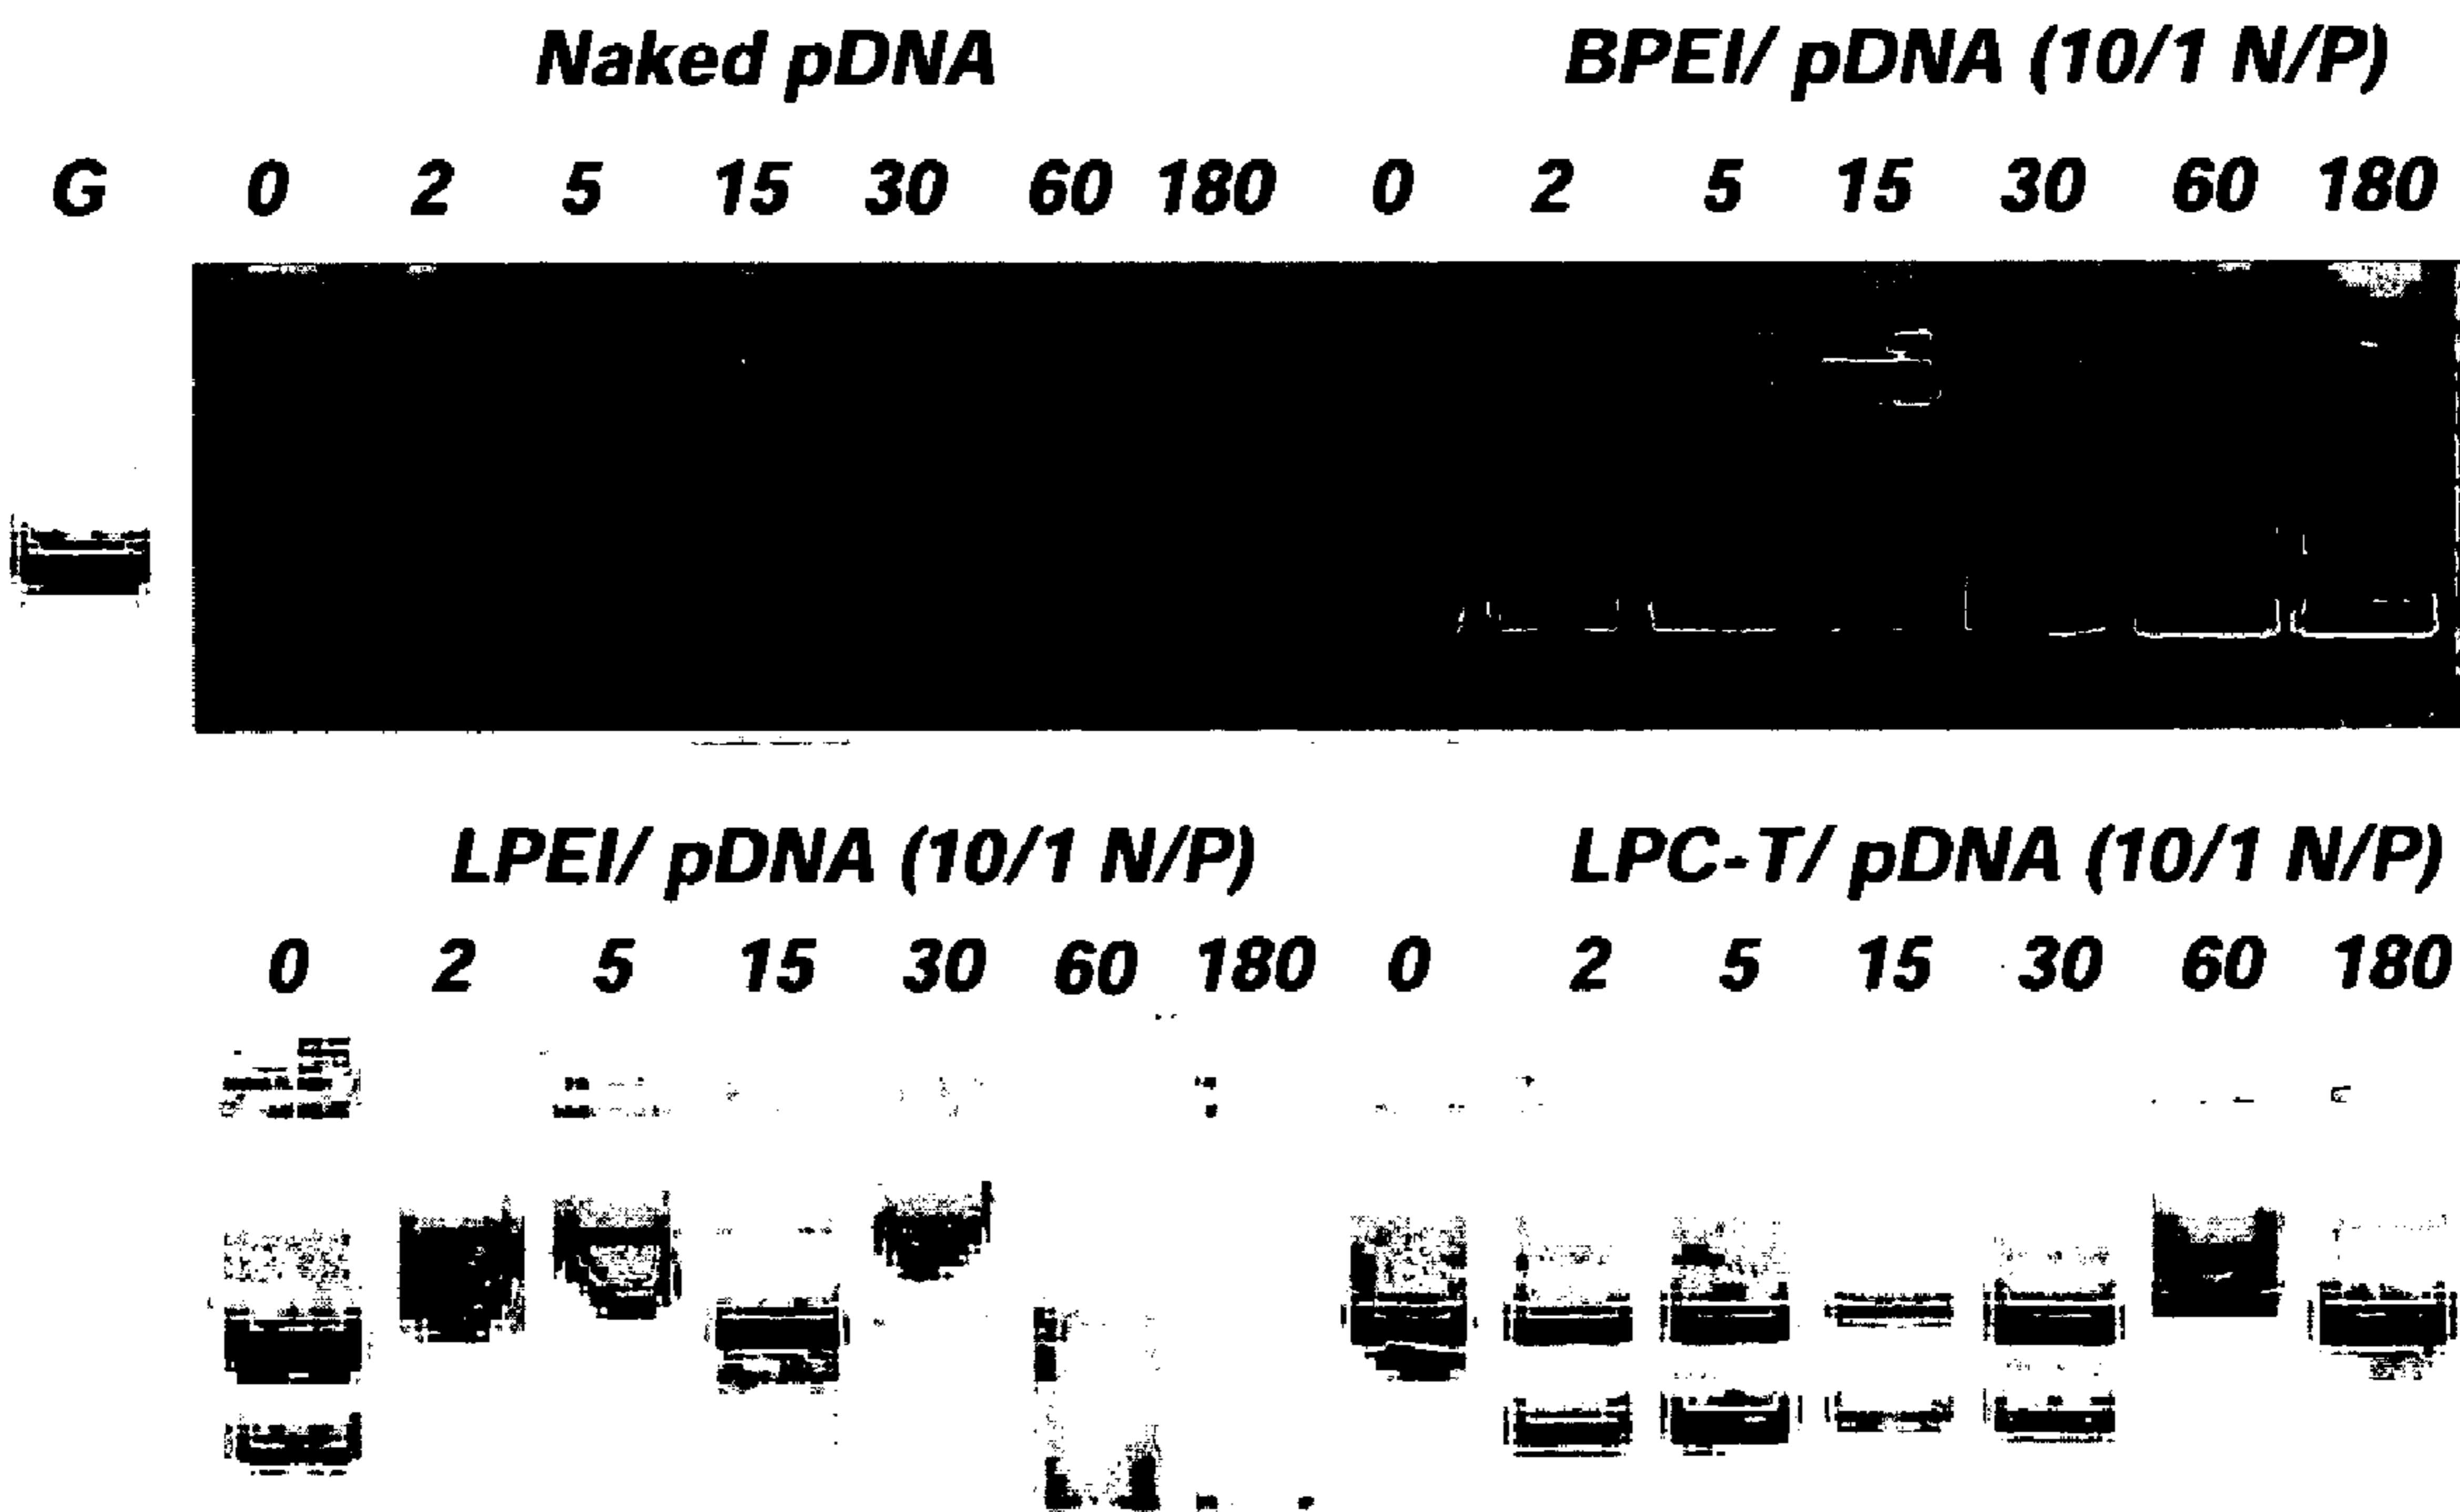 Naked pDNA BPEI/ pDNA (10/1 N/P)
G 0 2 5 15 30 60 180 0 2 5 15 30 60 180
LPEI/ pDNA (10/1 N/P) LPC-T/ pDNA (10/1 N/P)
0 2 5 15 30 60 180 0 2 5 15 30 60 180